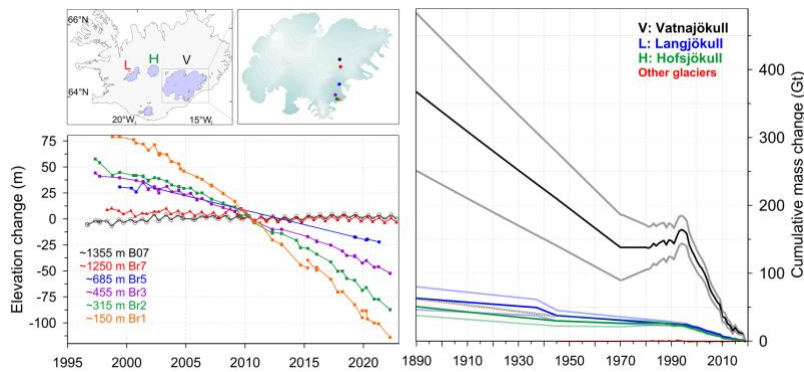 66°N
64°N
20°W
15°W
L
H
V
Elevation change (m)
75
50
25
0
-25
-50
-75
-100
~1355 m B07
~1250 m Br7
~685 m Br5
~455 m Br3
~315 m Br2
~150 m Br1
1995
2000
2005
2010
2015
2020
V: Vatnajökull
L: Langjökull
H: Hofsjökull
Other glaciers
400
300
200
100
0
Cumulative mass change (Gt)
1890
1910
1930
1950
1970
1990
2010